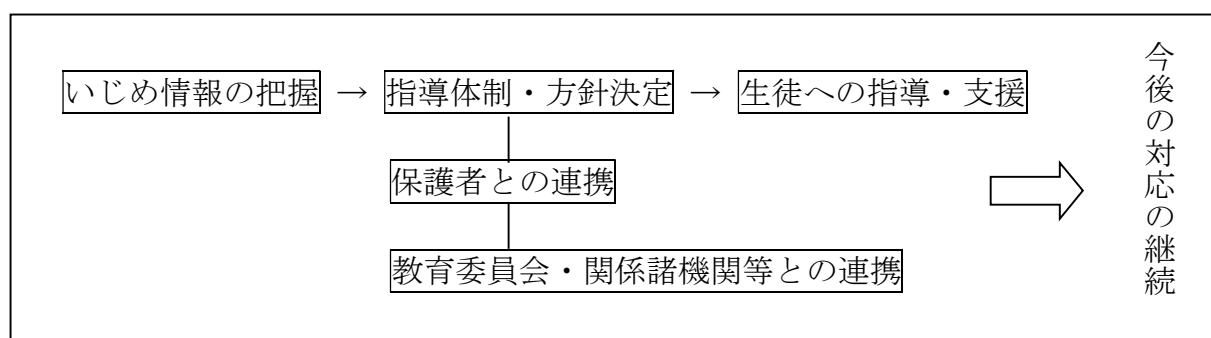 いじめ情報の把握 → 指導体制・方針決定 → 生徒への指導・支援
保護者との連携
教育委員会・関係諸機関等との連携
今後の対応の継続